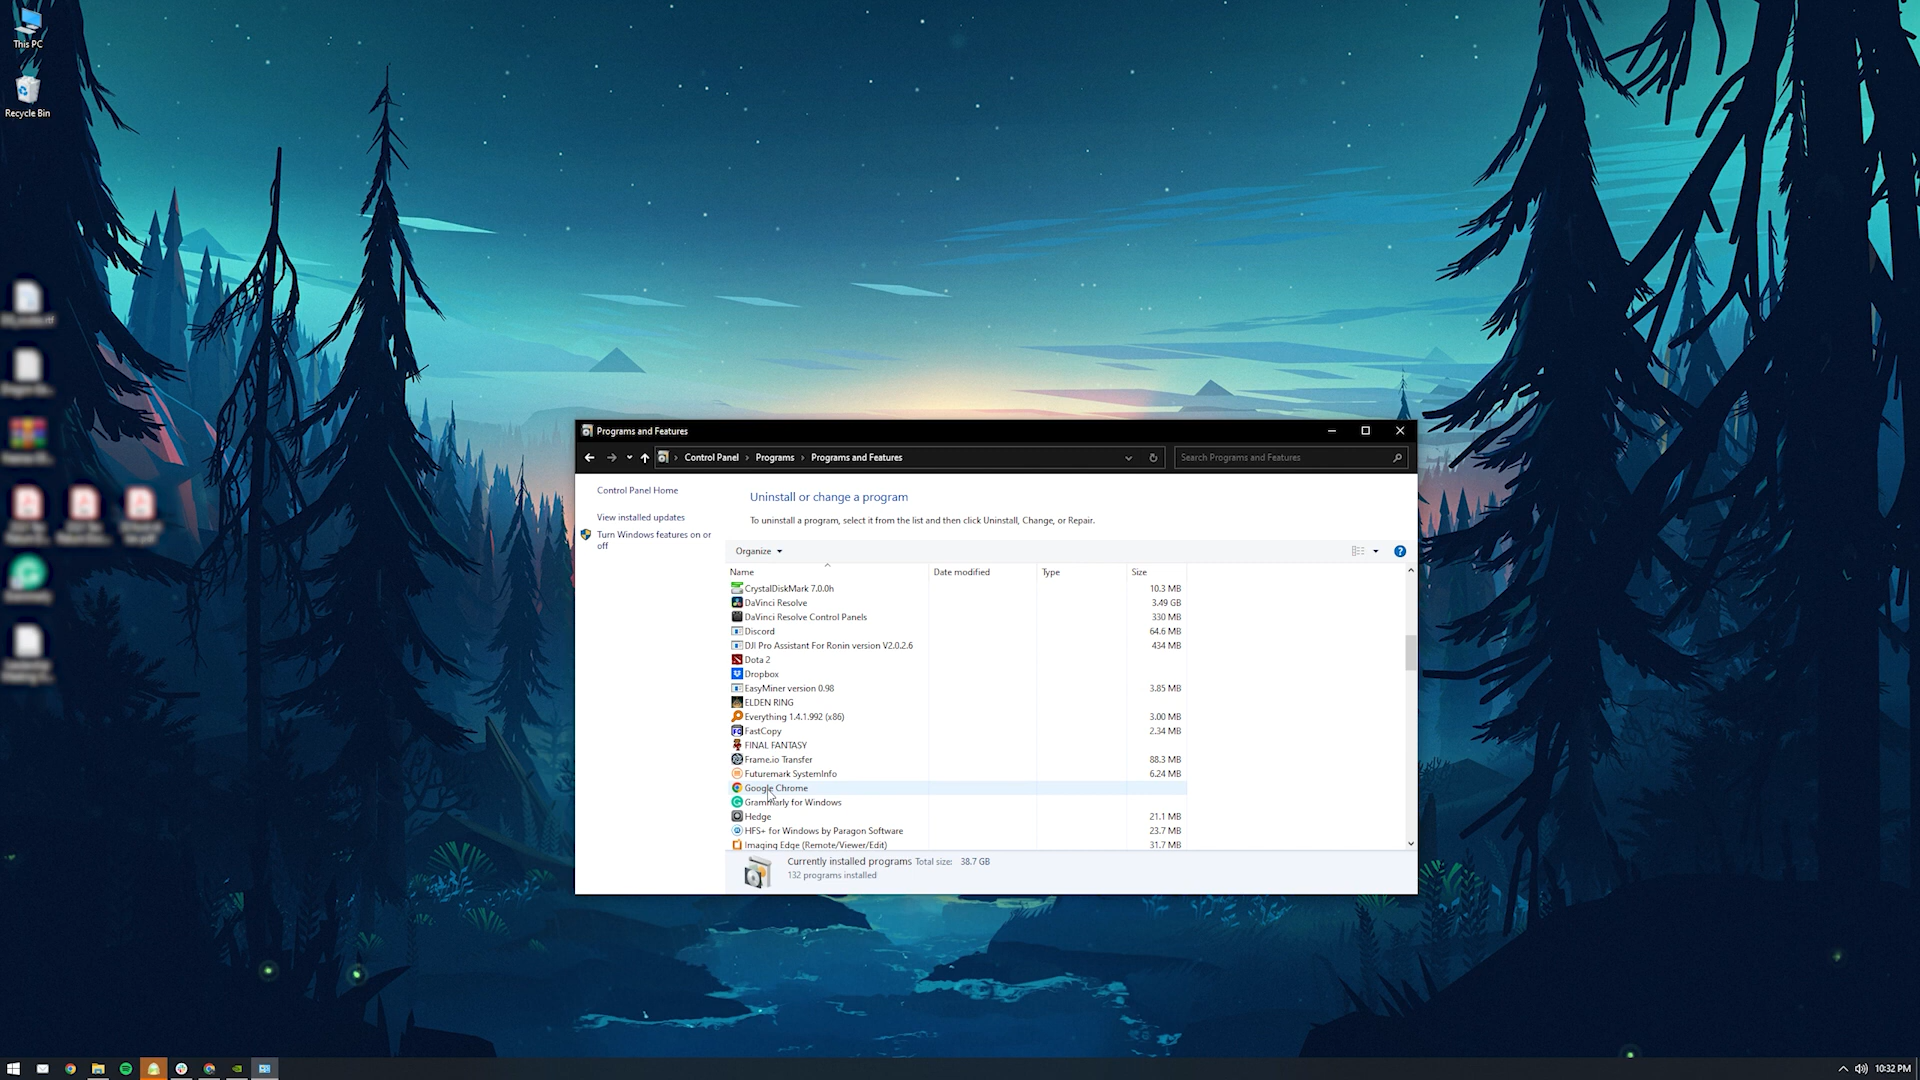 This PC
Recycle Bin
Programs and Features
Control Panel > Programs > Programs and Features
Search Programs and Features
Control Panel Home
View installed updates
Turn Windows features on or
off
Uninstall or change a program
To uninstall a program, select it from the list and then click Uninstall, Change, or Repair.
Organize
Name Date modified Type Size
CrystalDiskMark 7.0.0h 10.3 MB
DaVinci Resolve 3.49 GB
DaVinci Resolve Control Panels 330 MB
Discord 64.6 MB
DJI Pro Assistant For Ronin version V2.0.2.6 434 MB
Dota 2
Dropbox
EasyMiner version 0.98 3.85 MB
ELDEN RING
Everything 1.4.1.992 (x86) 3.00 MB
FastCopy 2.34 MB
FINAL FANTASY
Frame.io Transfer 88.3 MB
Futuremark SystemInfo 6.24 MB
Google Chrome
Grammarly for Windows
Hedge 21.1 MB
HFS+ for Windows by Paragon Software 23.7 MB
Imaging Edge (Remote/Viewer/Edit) 31.7 MB
Currently installed programs Total size: 38.7 GB
132 programs installed
10:32 PM